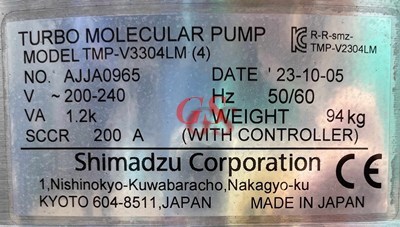 TURBO MOLECULAR PUMP
R-R-smz-
TMP-V2304LM
MODEL TMP-V3304LM (4)
NO. AJJA0965 DATE '23-10-05
V ~200-240 Hz 50/60
VA 1.2k WEIGHT 94kg
SCCR 200 A (WITH CONTROLLER)
GSS
Shimadzu Corporation CE
1,Nishinokyo-Kuwabaracho,Nakagyo-ku
KYOTO 604-8511,JAPAN MADE IN JAPAN